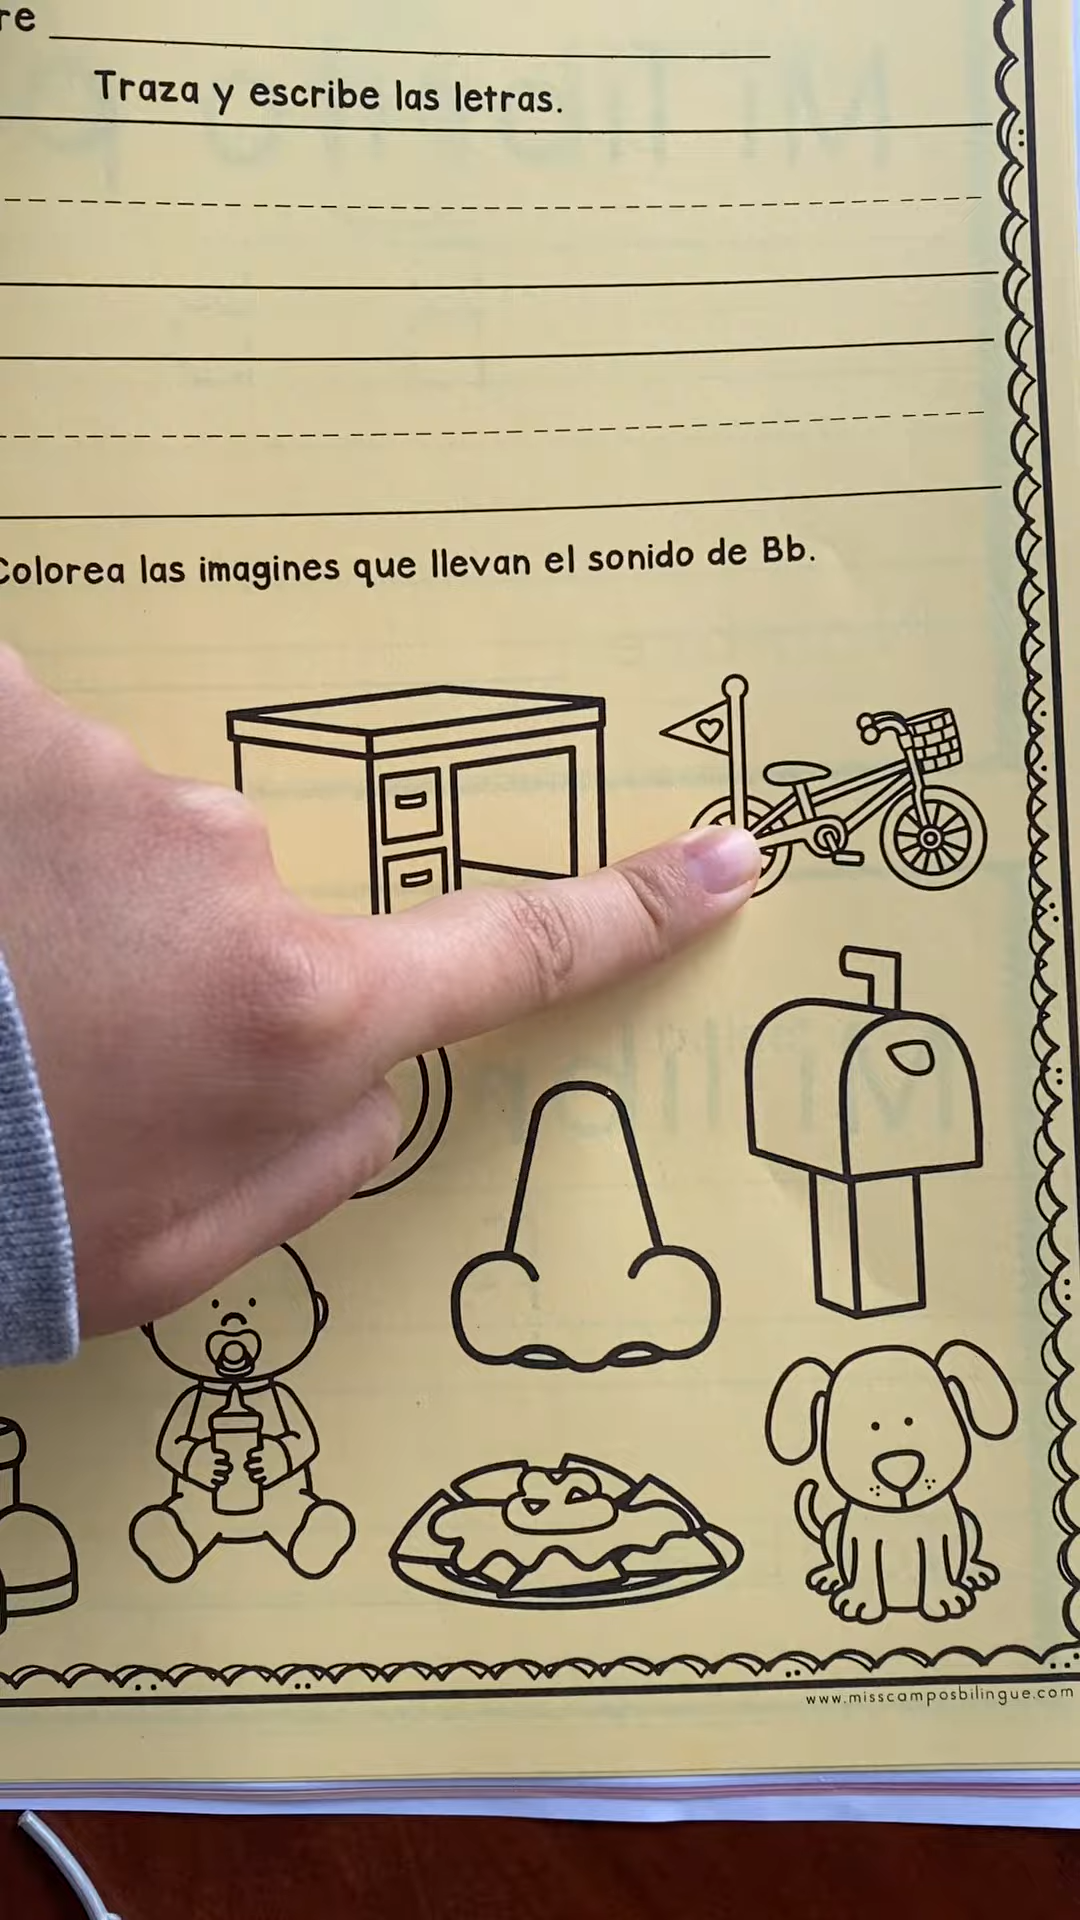 re
Traza y escribe las letras.
Colorea las imagines que llevan el sonido de Bb.
www.misscamposbilingue.com